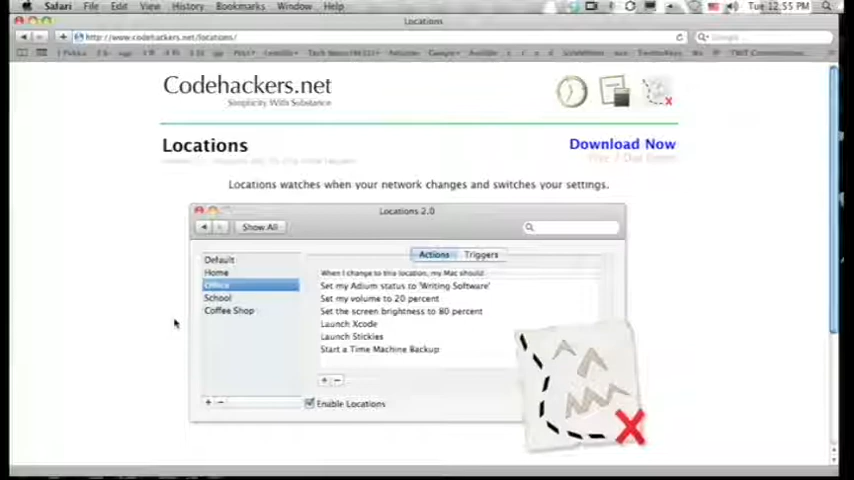 Safari File Edit View History Bookmarks Window Help Tue 12:55 PM
Locations
http://www.codehackers.net/locations/
Codehackers.net
Simplicity With Substance
Locations
Download Now
Locations watches when your network changes and switches your settings.
Locations 2.0
Show All
Default
Home
Office
School
Coffee Shop
Actions Triggers
When I change to this location, my Mac should
Set my Adium status to 'Writing Software'
Set my volume to 20 percent
Set the screen brightness to 80 percent
Launch Xcode
Launch Stickies
Start a Time Machine Backup
Enable Locations